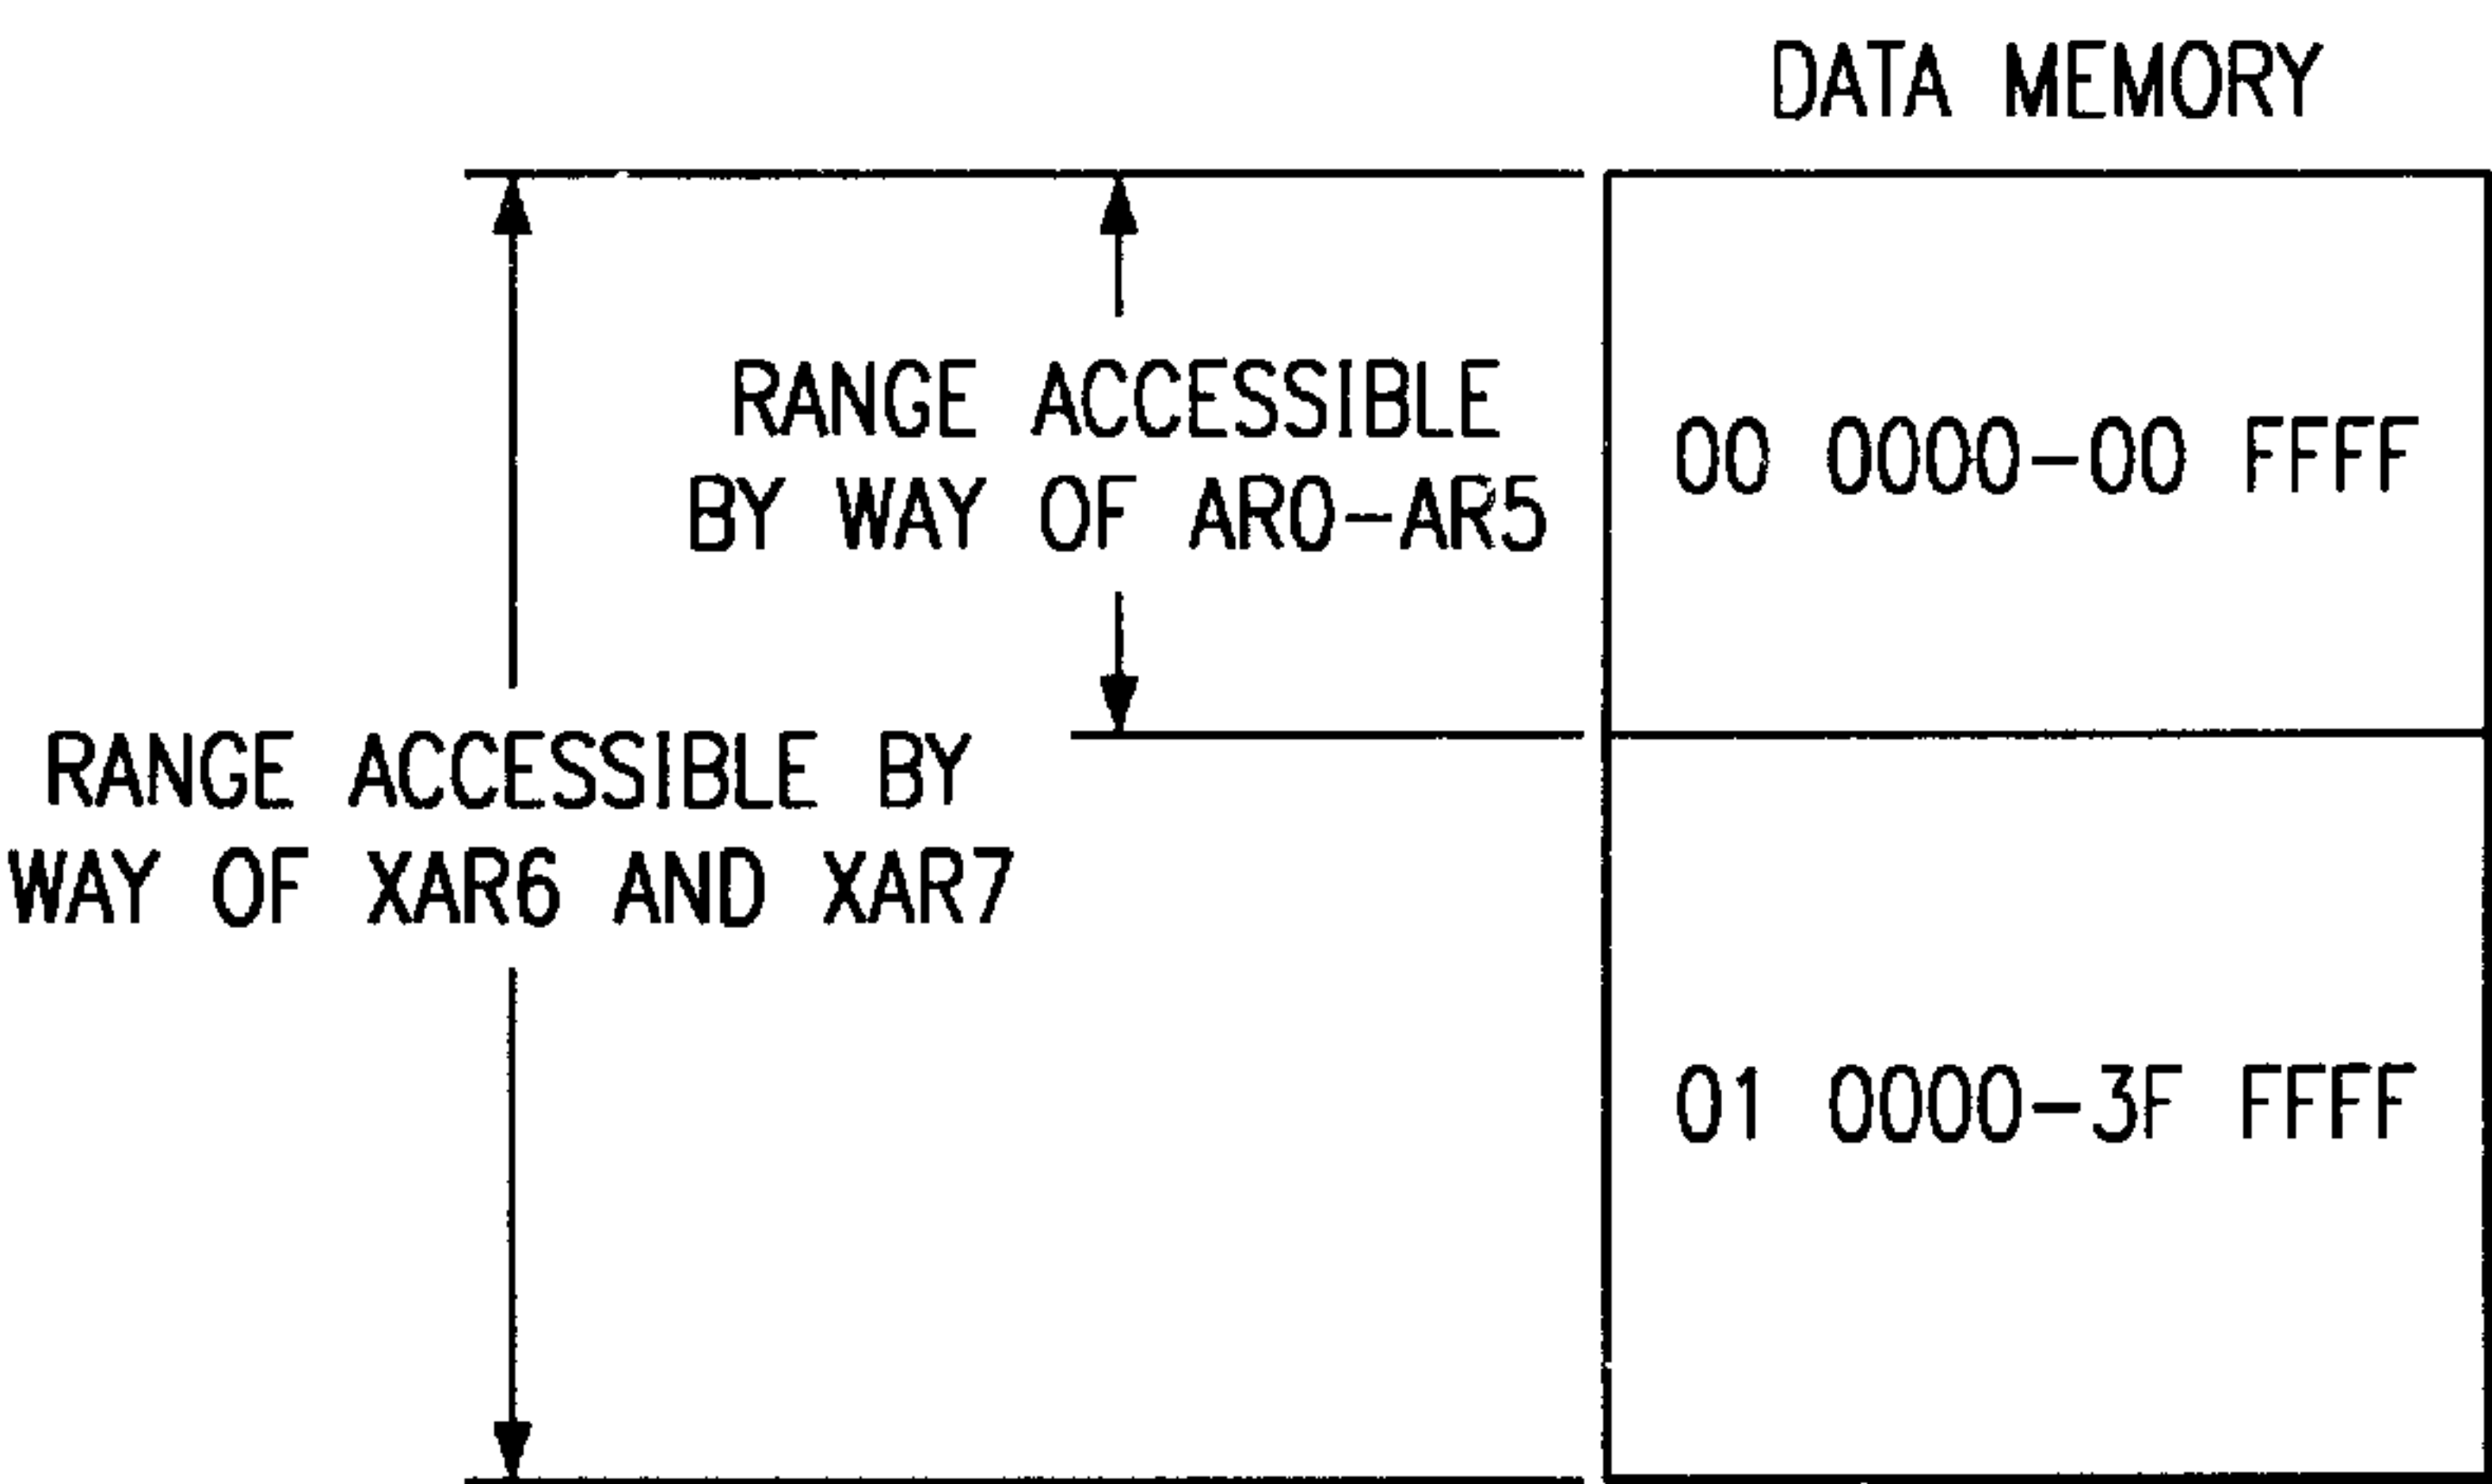 DATA MEMORY
RANGE ACCESSIBLE
BY WAY OF AR0-AR5
00 0000-00 FFFF
RANGE ACCESSIBLE BY
WAY OF XAR6 AND XAR7
01 0000-3F FFFF